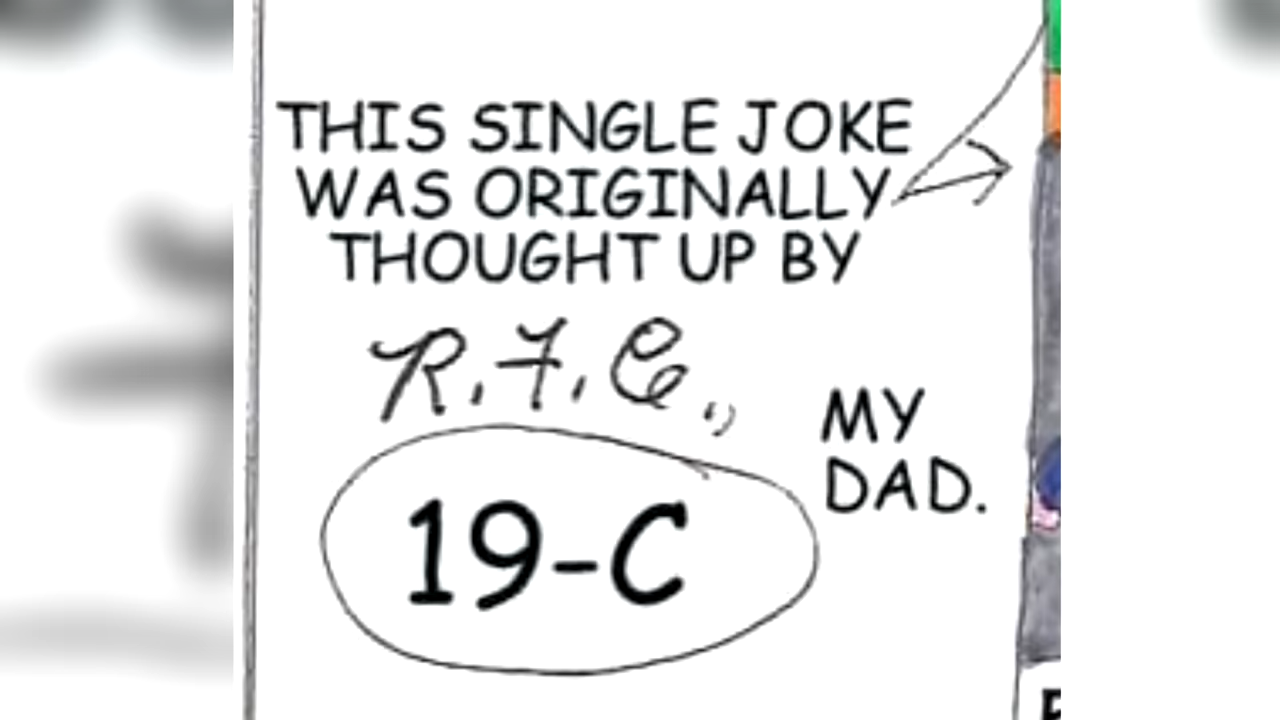 THIS SINGLE JOKE
WAS ORIGINALLY
THOUGHT UP BY
R. F. C.,
MY
DAD.
19-C